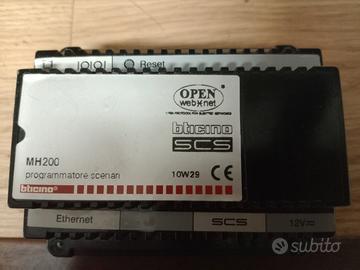 Reset
OPEN
web net
bticino
SCS
MH200
programmatore scenari
10W29
CE
bticino
Ethernet
SCS
12V
subito